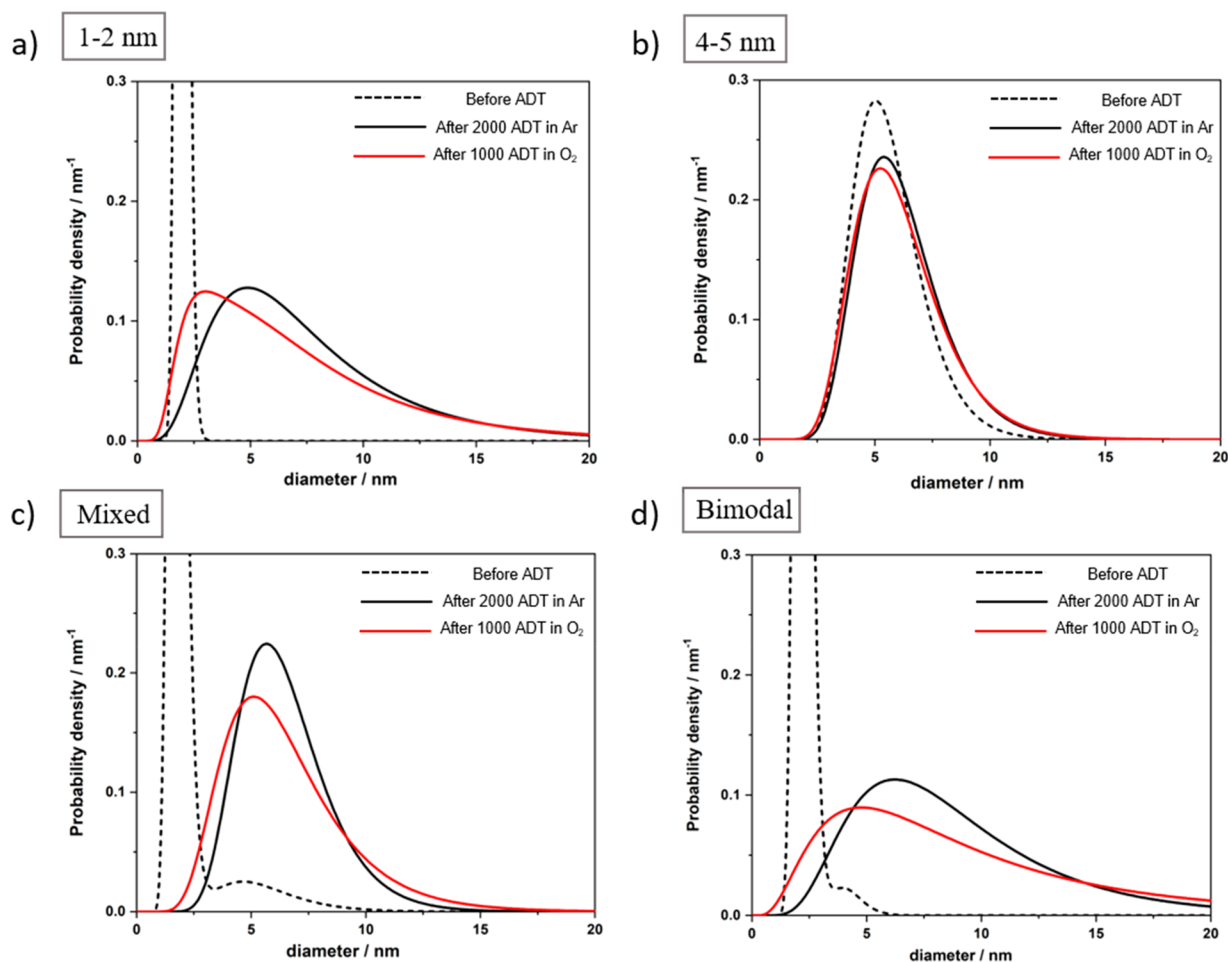 a)
1-2 nm
0.3
0.2
0.1
0.0
Probability density / nm⁻¹
Before ADT
After 2000 ADT in Ar
After 1000 ADT in O₂
0
5
10
15
20
diameter / nm
b)
4-5 nm
0.3
0.2
0.1
0.0
Probability density / nm⁻¹
Before ADT
After 2000 ADT in Ar
After 1000 ADT in O₂
0
5
10
15
20
diameter / nm
c)
Mixed
0.3
0.2
0.1
0.0
Probability density / nm⁻¹
Before ADT
After 2000 ADT in Ar
After 1000 ADT in O₂
0
5
10
15
20
diameter / nm
d)
Bimodal
0.3
0.2
0.1
0.0
Probability density / nm⁻¹
Before ADT
After 2000 ADT in Ar
After 1000 ADT in O₂
0
5
10
15
20
diameter / nm